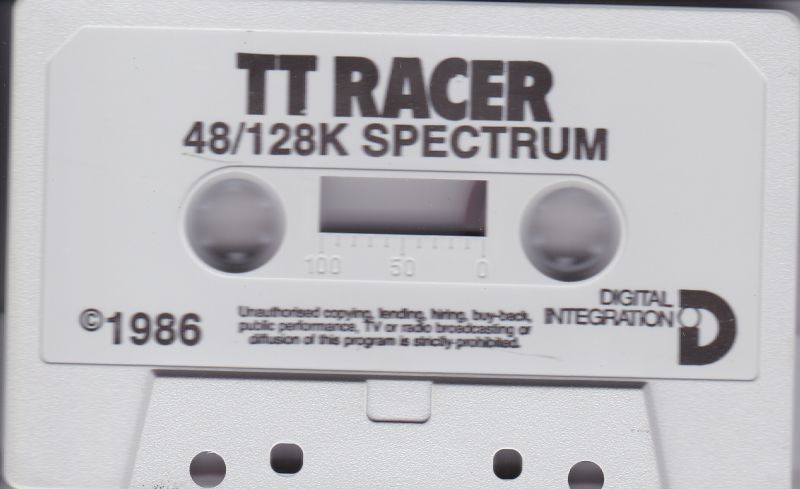 TT RACER
48/128K SPECTRUM
100 50 0
©1986
Unauthorised copying, lending, hiring, buy-back,
public performance, TV or radio broadcasting or
diffusion of this program is strictly prohibited.
DIGITAL
INTEGRATION